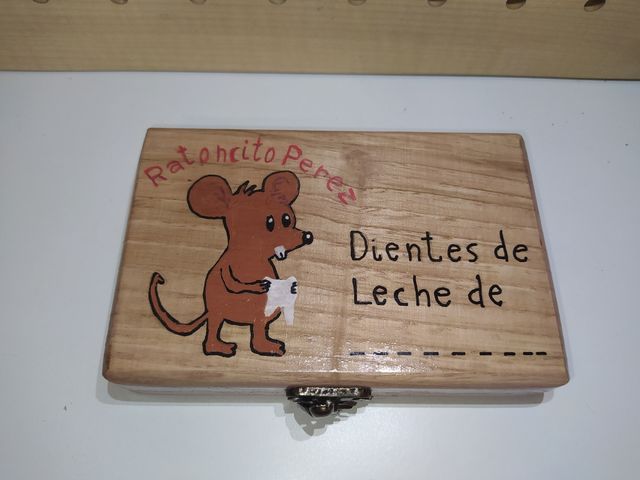 Ratoncito Perez
Dientes de
Leche de